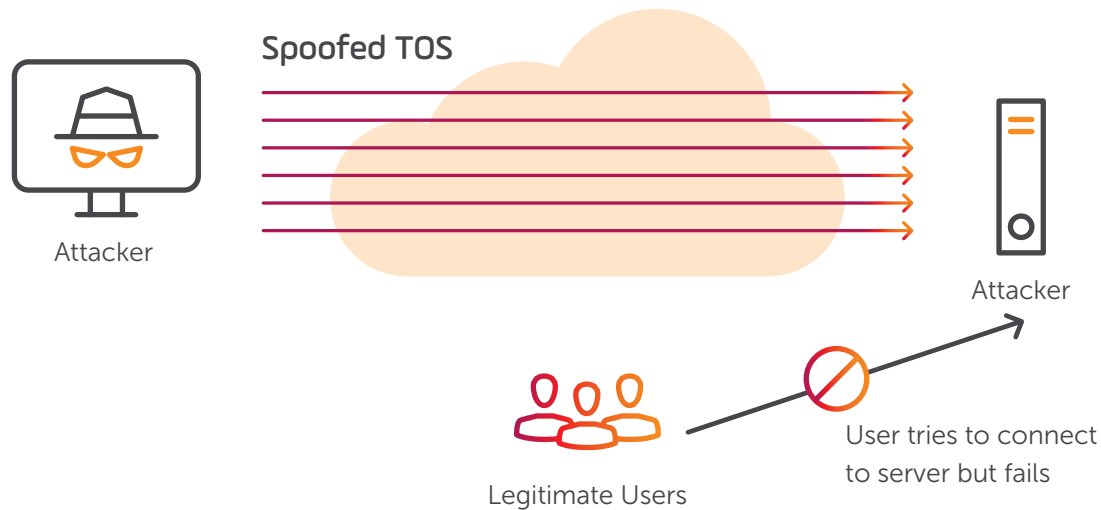 Spoofed TOS
Attacker
Attacker
User tries to connect
to server but fails
Legitimate Users